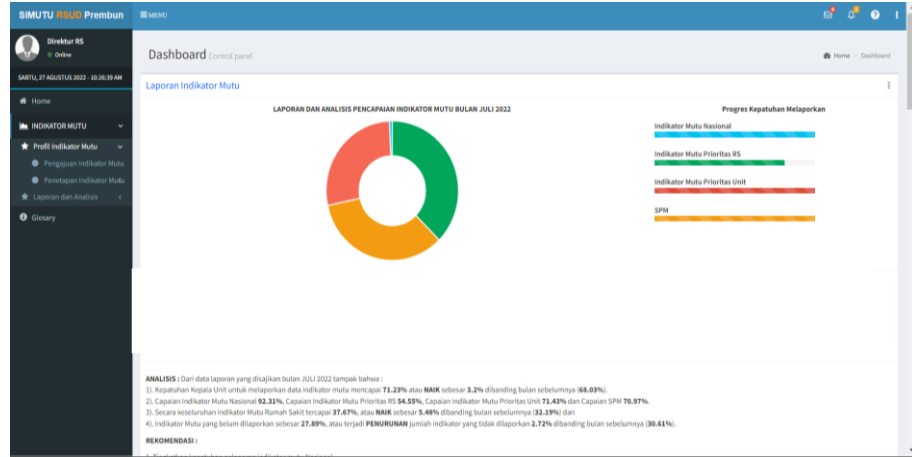 SIMUTU RSUD Prembun
MENU
Direktur RS
Online
SABTU, 27 AGUSTUS 2022 - 10:26:39 AM
Home
INDIKATOR MUTU
Profil Indikator Mutu
Pengajuan Indikator Mutu
Penetapan Indikator Mutu
Laporan dan Analisis
Glosary
Dashboard Control panel
Home > Dashboard
Laporan Indikator Mutu
LAPORAN DAN ANALISIS PENCAPAIAN INDIKATOR MUTU BULAN JULI 2022
Progres Kepatuhan Melaporkan
Indikator Mutu Nasional
Indikator Mutu Prioritas RS
Indikator Mutu Prioritas Unit
SPM
ANALISIS : Dari data laporan yang disajikan bulan JULI 2022 tampak bahwa :
1). Kepatuhan Kepala Unit untuk melaporkan data indikator mutu mencapai 71.23% atau NAIK sebesar 3.2% dibanding bulan sebelumnya (68.03%).
2). Capaian Indikator Mutu Nasional 92.31%, Capaian Indikator Mutu Prioritas RS 54.55%, Capaian Indikator Mutu Prioritas Unit 71.43% dan Capaian SPM 70.97%.
3). Secara keseluruhan Indikator Mutu Rumah Sakit tercapai 37.67%, atau NAIK sebesar 5.48% dibanding bulan sebelumnya (32.19%) dan
4). Indikator Mutu yang belum dilaporkan sebesar 27.89%, atau terjadi PENURUNAN jumlah indikator yang tidak dilaporkan 2.72% dibanding bulan sebelumnya (30.61%).
REKOMENDASI :